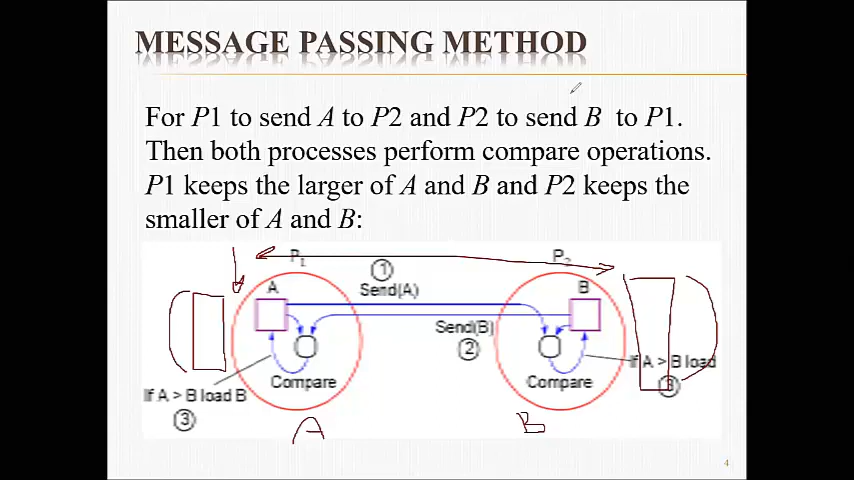 MESSAGE PASSING METHOD
For P1 to send A to P2 and P2 to send B to P1.
Then both processes perform compare operations.
P1 keeps the larger of A and B and P2 keeps the
smaller of A and B:
P1
P2
1
Send(A)
A
B
Send(B)
2
Compare
Compare
If A > B load B
3
If A > B load
3
A
B
4